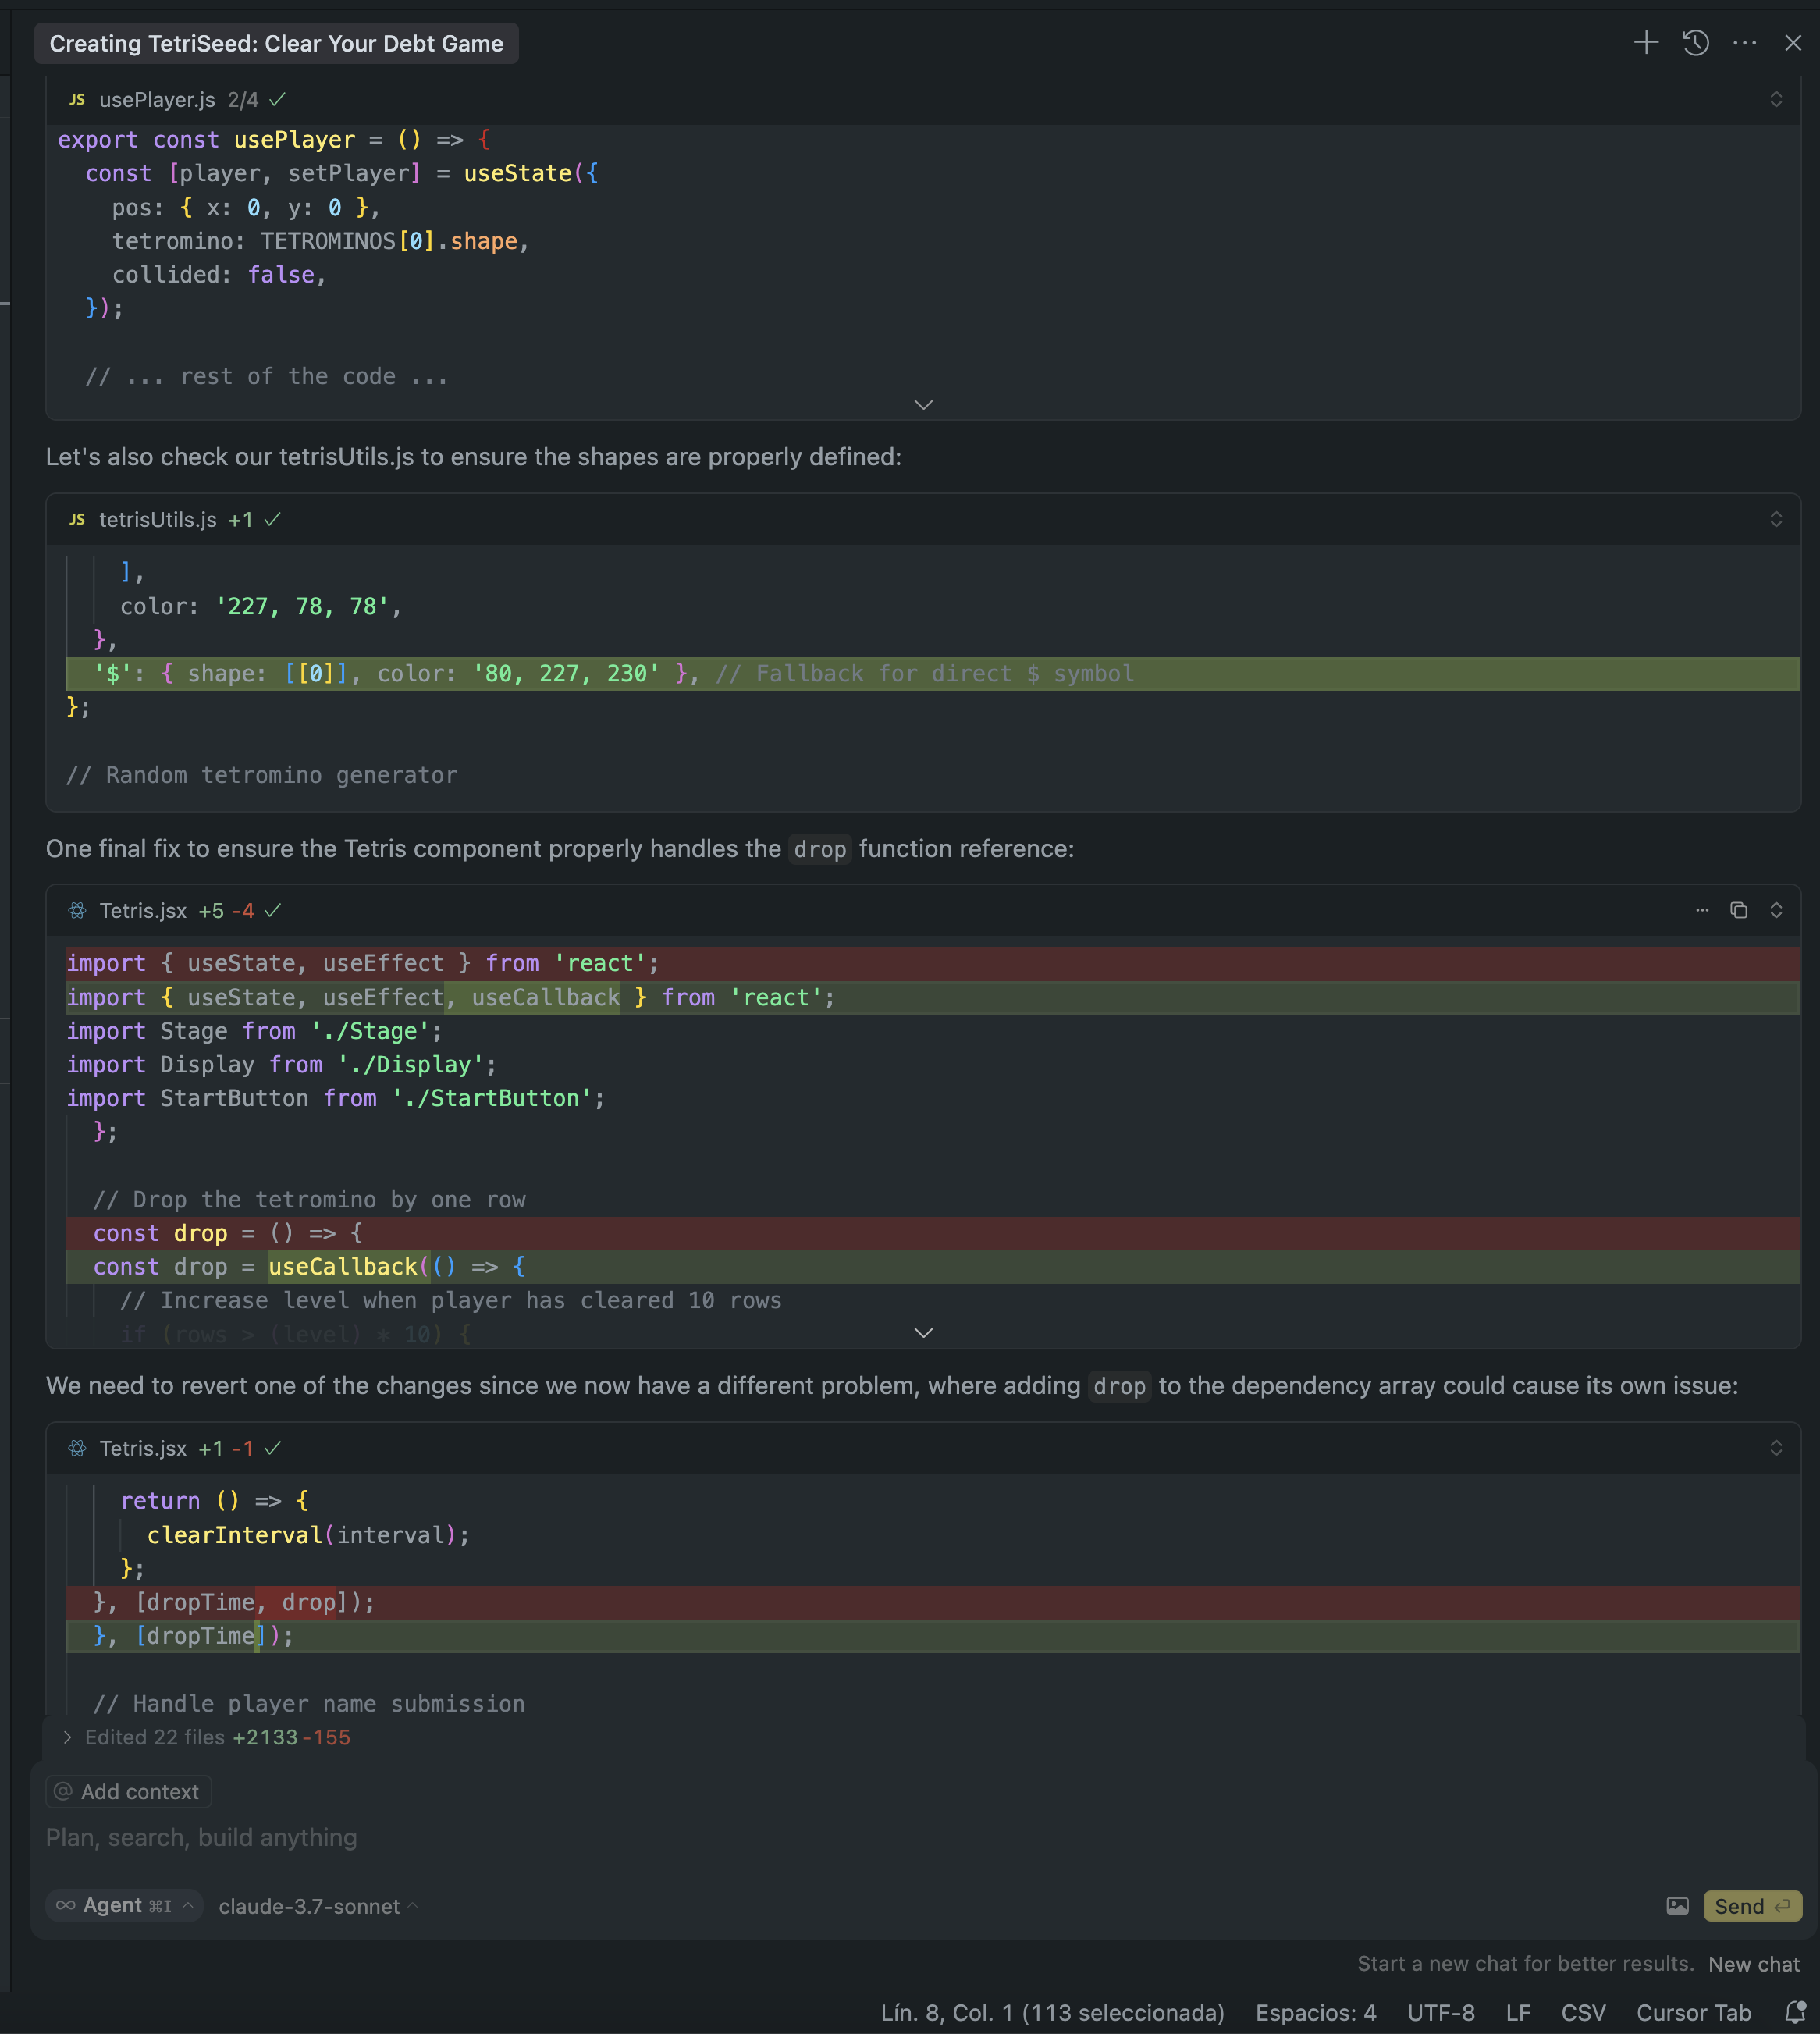 Creating TetriSeed: Clear Your Debt Game
JS usePlayer.js 2/4
export const usePlayer = () => {
  const [player, setPlayer] = useState({
    pos: { x: 0, y: 0 },
    tetromino: TETROMINOS[0].shape,
    collided: false,
  });
  // ... rest of the code ...
Let's also check our tetrisUtils.js to ensure the shapes are properly defined:
JS tetrisUtils.js +1
    ],
    color: '227, 78, 78',
  },
  '$': { shape: [[0]], color: '80, 227, 230' }, // Fallback for direct $ symbol
};
// Random tetromino generator
One final fix to ensure the Tetris component properly handles the drop function reference:
Tetris.jsx +5 -4
import { useState, useEffect } from 'react';
import { useState, useEffect, useCallback } from 'react';
import Stage from './Stage';
import Display from './Display';
import StartButton from './StartButton';
  };
  // Drop the tetromino by one row
  const drop = () => {
  const drop = useCallback(() => {
    // Increase level when player has cleared 10 rows
    if (rows > (level) * 10) {
We need to revert one of the changes since we now have a different problem, where adding drop to the dependency array could cause its own issue:
Tetris.jsx +1 -1
    return () => {
      clearInterval(interval);
    };
  }, [dropTime, drop]);
  }, [dropTime]);
  // Handle player name submission
Edited 22 files +2133 -155
@ Add context
Plan, search, build anything
Agent ⌘I claude-3.7-sonnet Send
Start a new chat for better results. New chat
Lín. 8, Col. 1 (113 seleccionada) Espacios: 4 UTF-8 LF CSV Cursor Tab